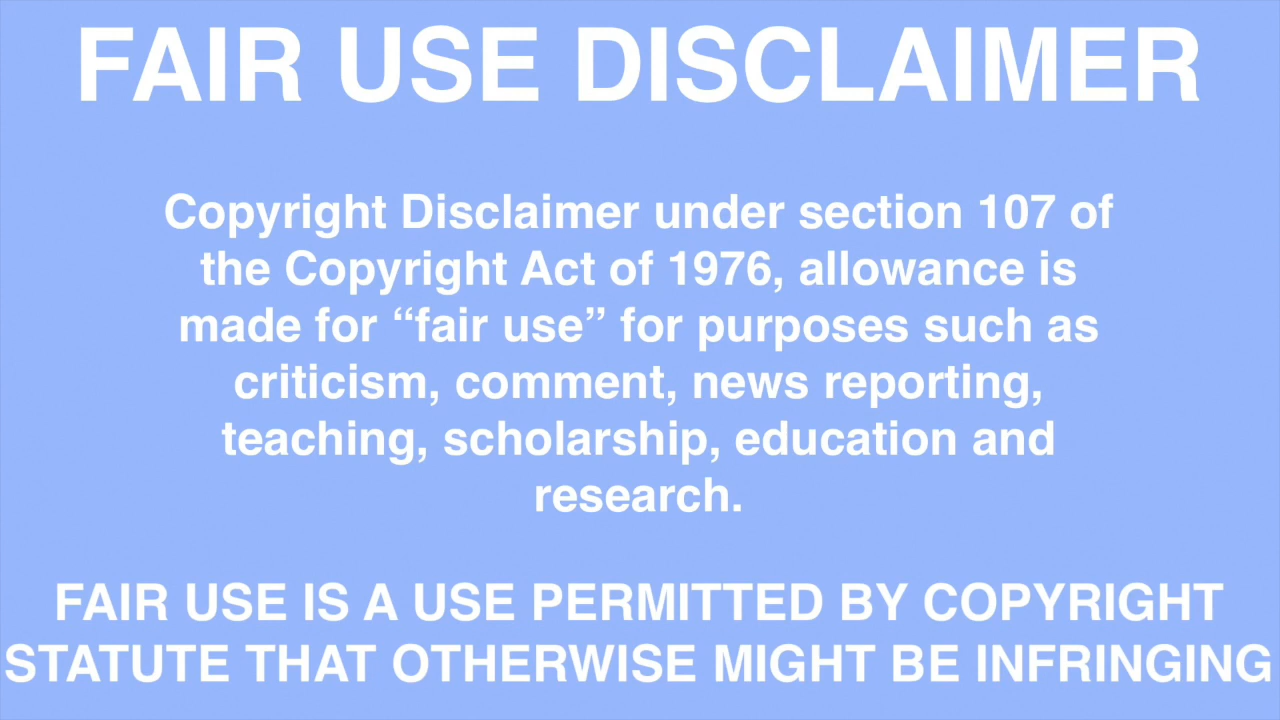 FAIR USE DISCLAIMER
Copyright Disclaimer under section 107 of
the Copyright Act of 1976, allowance is
made for “fair use” for purposes such as
criticism, comment, news reporting,
teaching, scholarship, education and
research.
FAIR USE IS A USE PERMITTED BY COPYRIGHT
STATUTE THAT OTHERWISE MIGHT BE INFRINGING